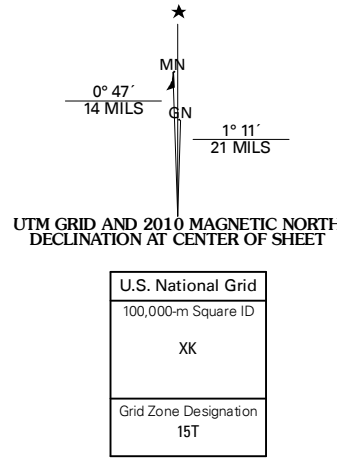 MN
0° 47´
14 MILS
GN
1° 11´
21 MILS
UTM GRID AND 2010 MAGNETIC NORTH
DECLINATION AT CENTER OF SHEET
U.S. National Grid
100,000-m Square ID
XK
Grid Zone Designation
15T